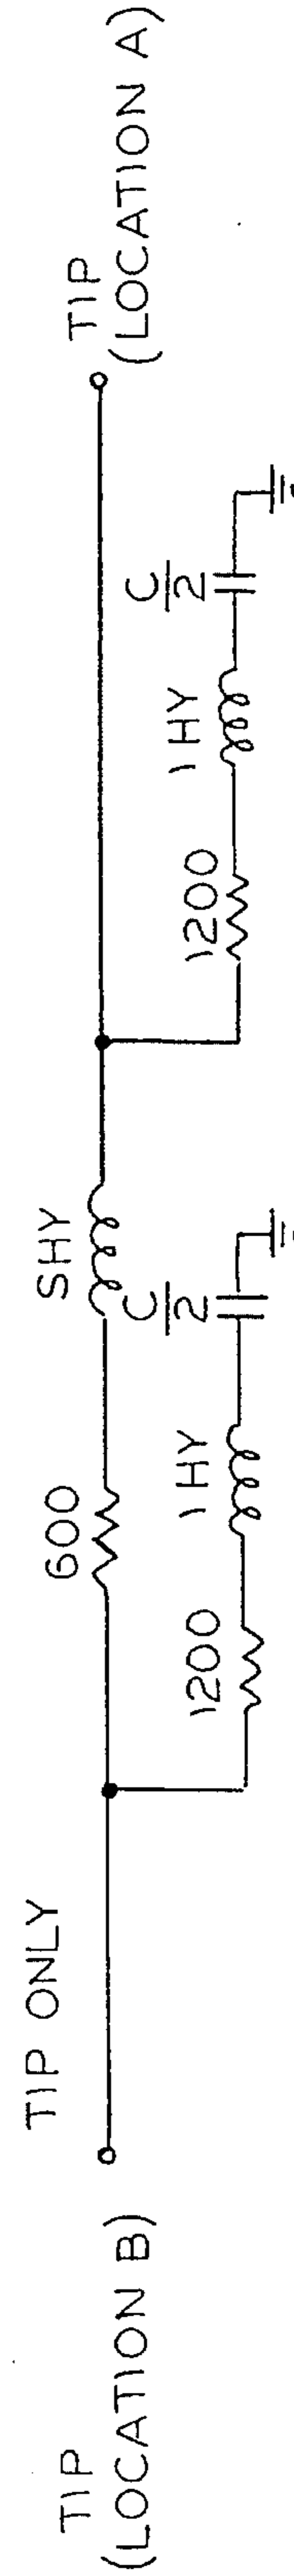 TIP ONLY
TIP
(LOCATION B)
600
SHY
TIP
(LOCATION A)
1200
1 HY
C/2
1200
1 HY
C/2